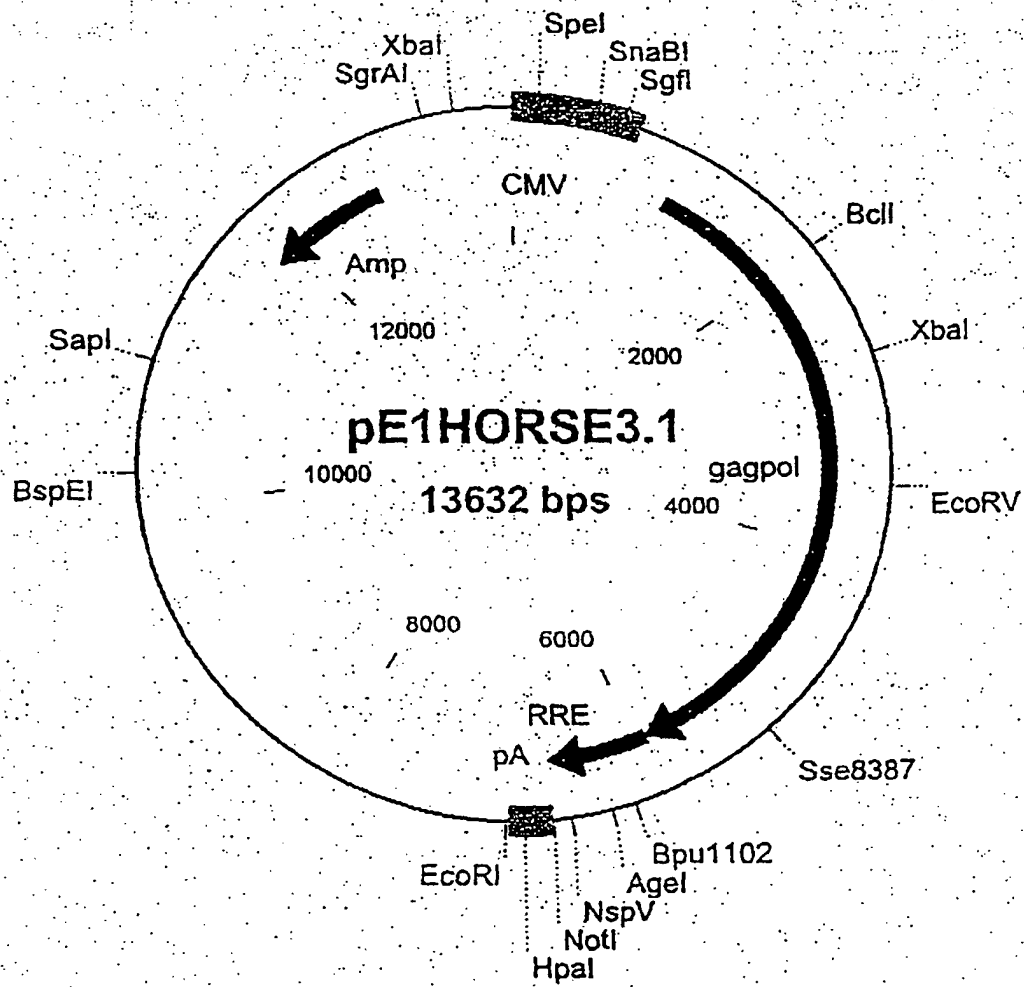 SpeI
XbaI
SnaBI
SgrAI
SgfI
CMV
BclI
Amp
12000
XbaI
SapI
2000
pE1HORSE3.1
gagpol
10000
BspEI
13632 bps
4000
EcoRV
8000
6000
RRE
pA
Sse8387
Bpu1102
EcoRI
AgeI
NspV
NotI
HpaI